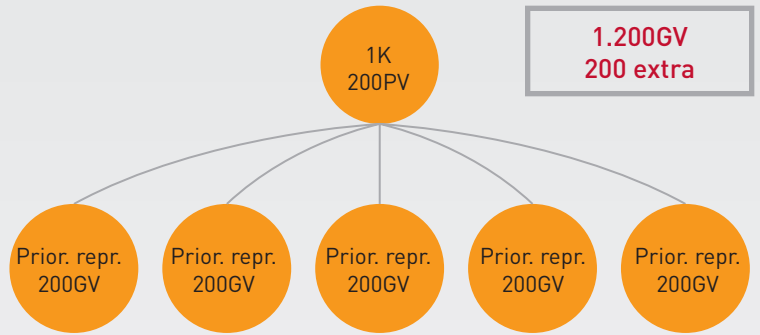 1K
200PV
1.200GV
200 extra
Prior. repr.
200GV
Prior. repr.
200GV
Prior. repr.
200GV
Prior. repr.
200GV
Prior. repr.
200GV